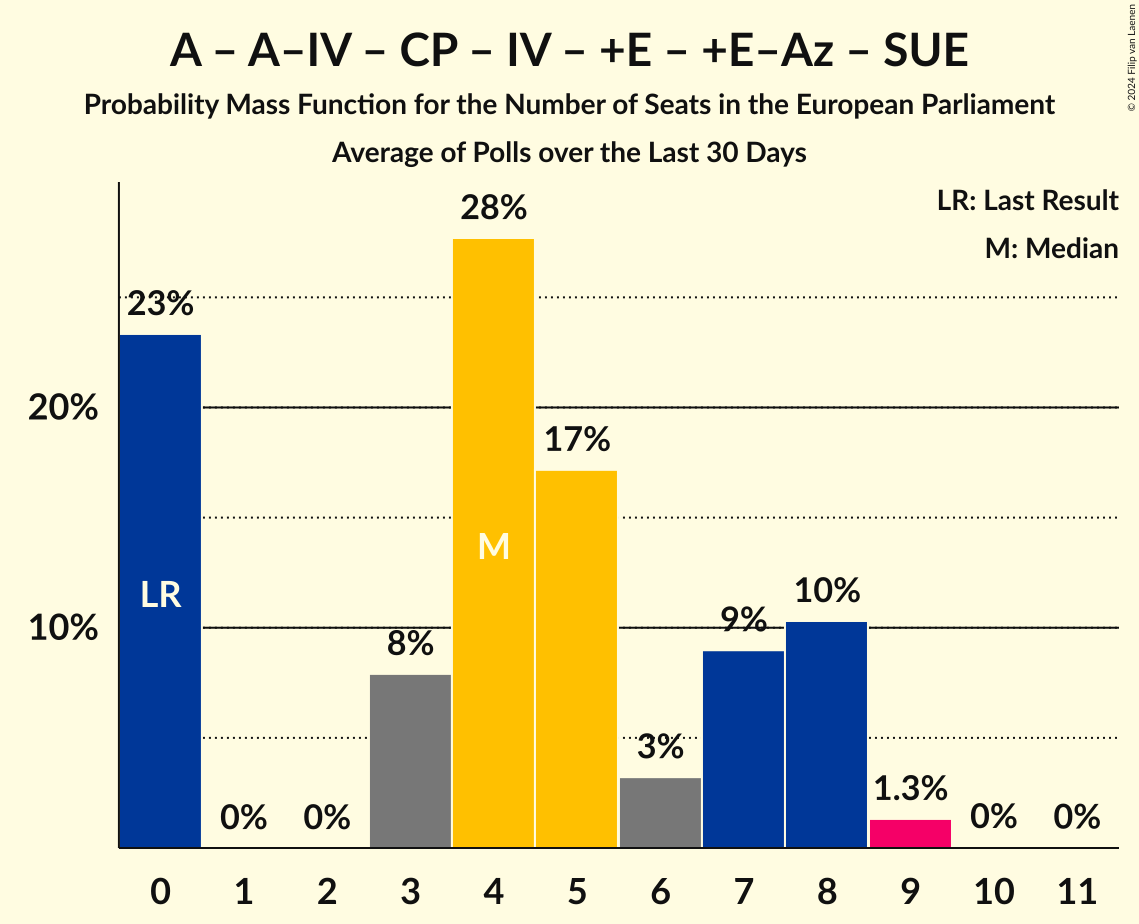 A – A–IV – CP – IV – +E – +E–Az – SUE
Probability Mass Function for the Number of Seats in the European Parliament
Average of Polls over the Last 30 Days
© 2024 Filip van Laenen
LR: Last Result
M: Median
28%
23%
20%
17%
M
10%
LR
10%
9%
8%
3%
1.3%
0%
0%
0%
0%
0 1 2 3 4 5 6 7 8 9 10 11